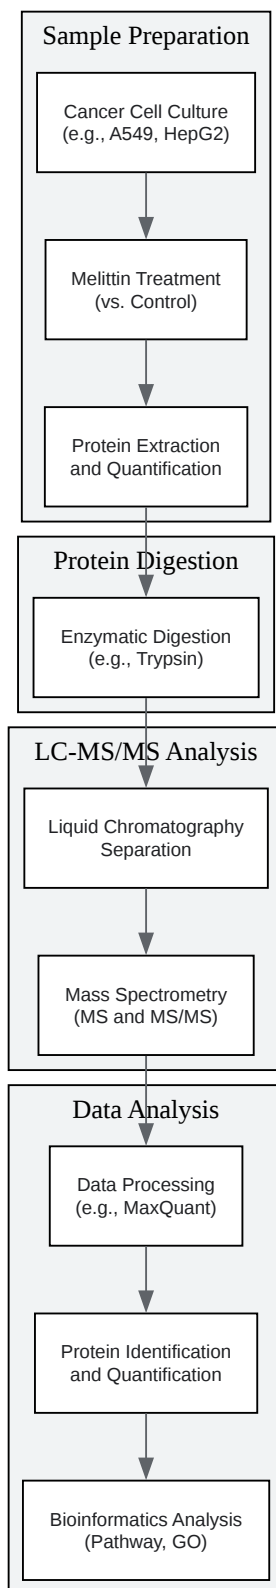 Sample Preparation
Cancer Cell Culture
(e.g., A549, HepG2)
Melittin Treatment
(vs. Control)
Protein Extraction
and Quantification
Protein Digestion
Enzymatic Digestion
(e.g., Trypsin)
LC-MS/MS Analysis
Liquid Chromatography
Separation
Mass Spectrometry
(MS and MS/MS)
Data Analysis
Data Processing
(e.g., MaxQuant)
Protein Identification
and Quantification
Bioinformatics Analysis
(Pathway, GO)